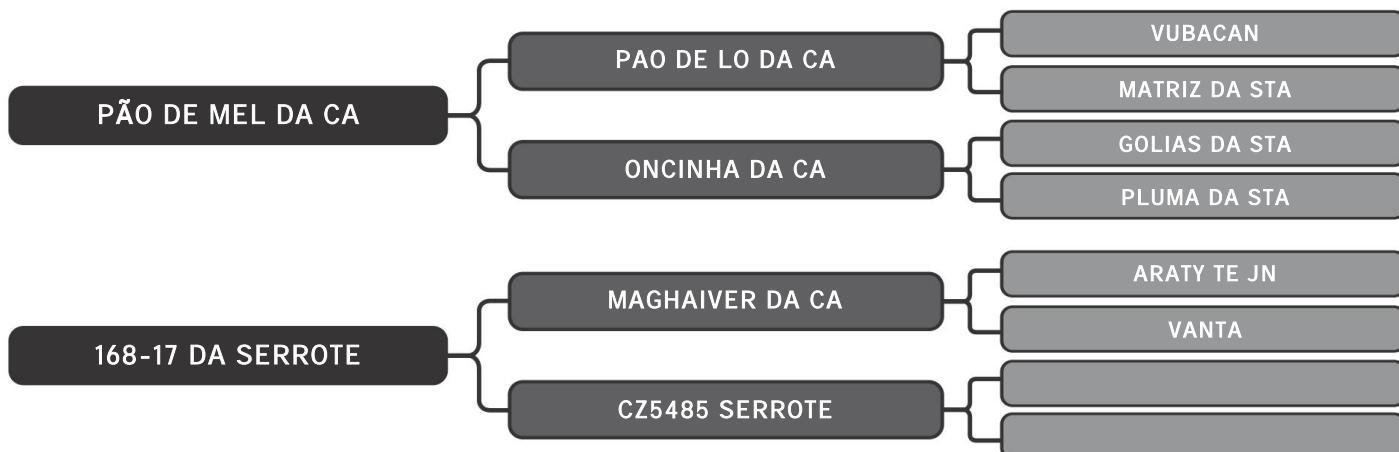 PÃO DE MEL DA CA
PAO DE LO DA CA
VUBACAN
MATRIZ DA STA
ONCINHA DA CA
GOLIAS DA STA
PLUMA DA STA
168-17 DA SERROTE
MAGHAIVER DA CA
ARATY TE JN
VANTA
CZ5485 SERROTE